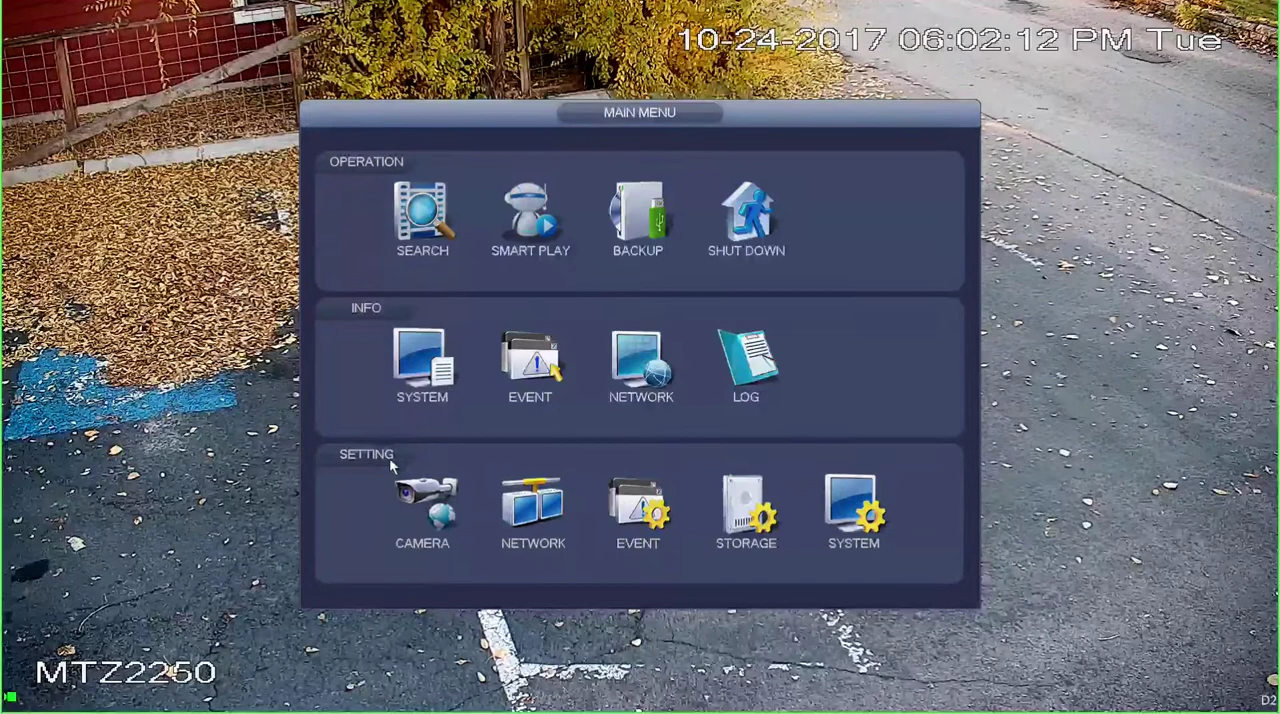 10-24-2017 06:02:12 PM Tue
MAIN MENU
OPERATION
SEARCH SMART PLAY BACKUP SHUT DOWN
INFO
SYSTEM EVENT NETWORK LOG
SETTING
CAMERA NETWORK EVENT STORAGE SYSTEM
MTZ2250
D2